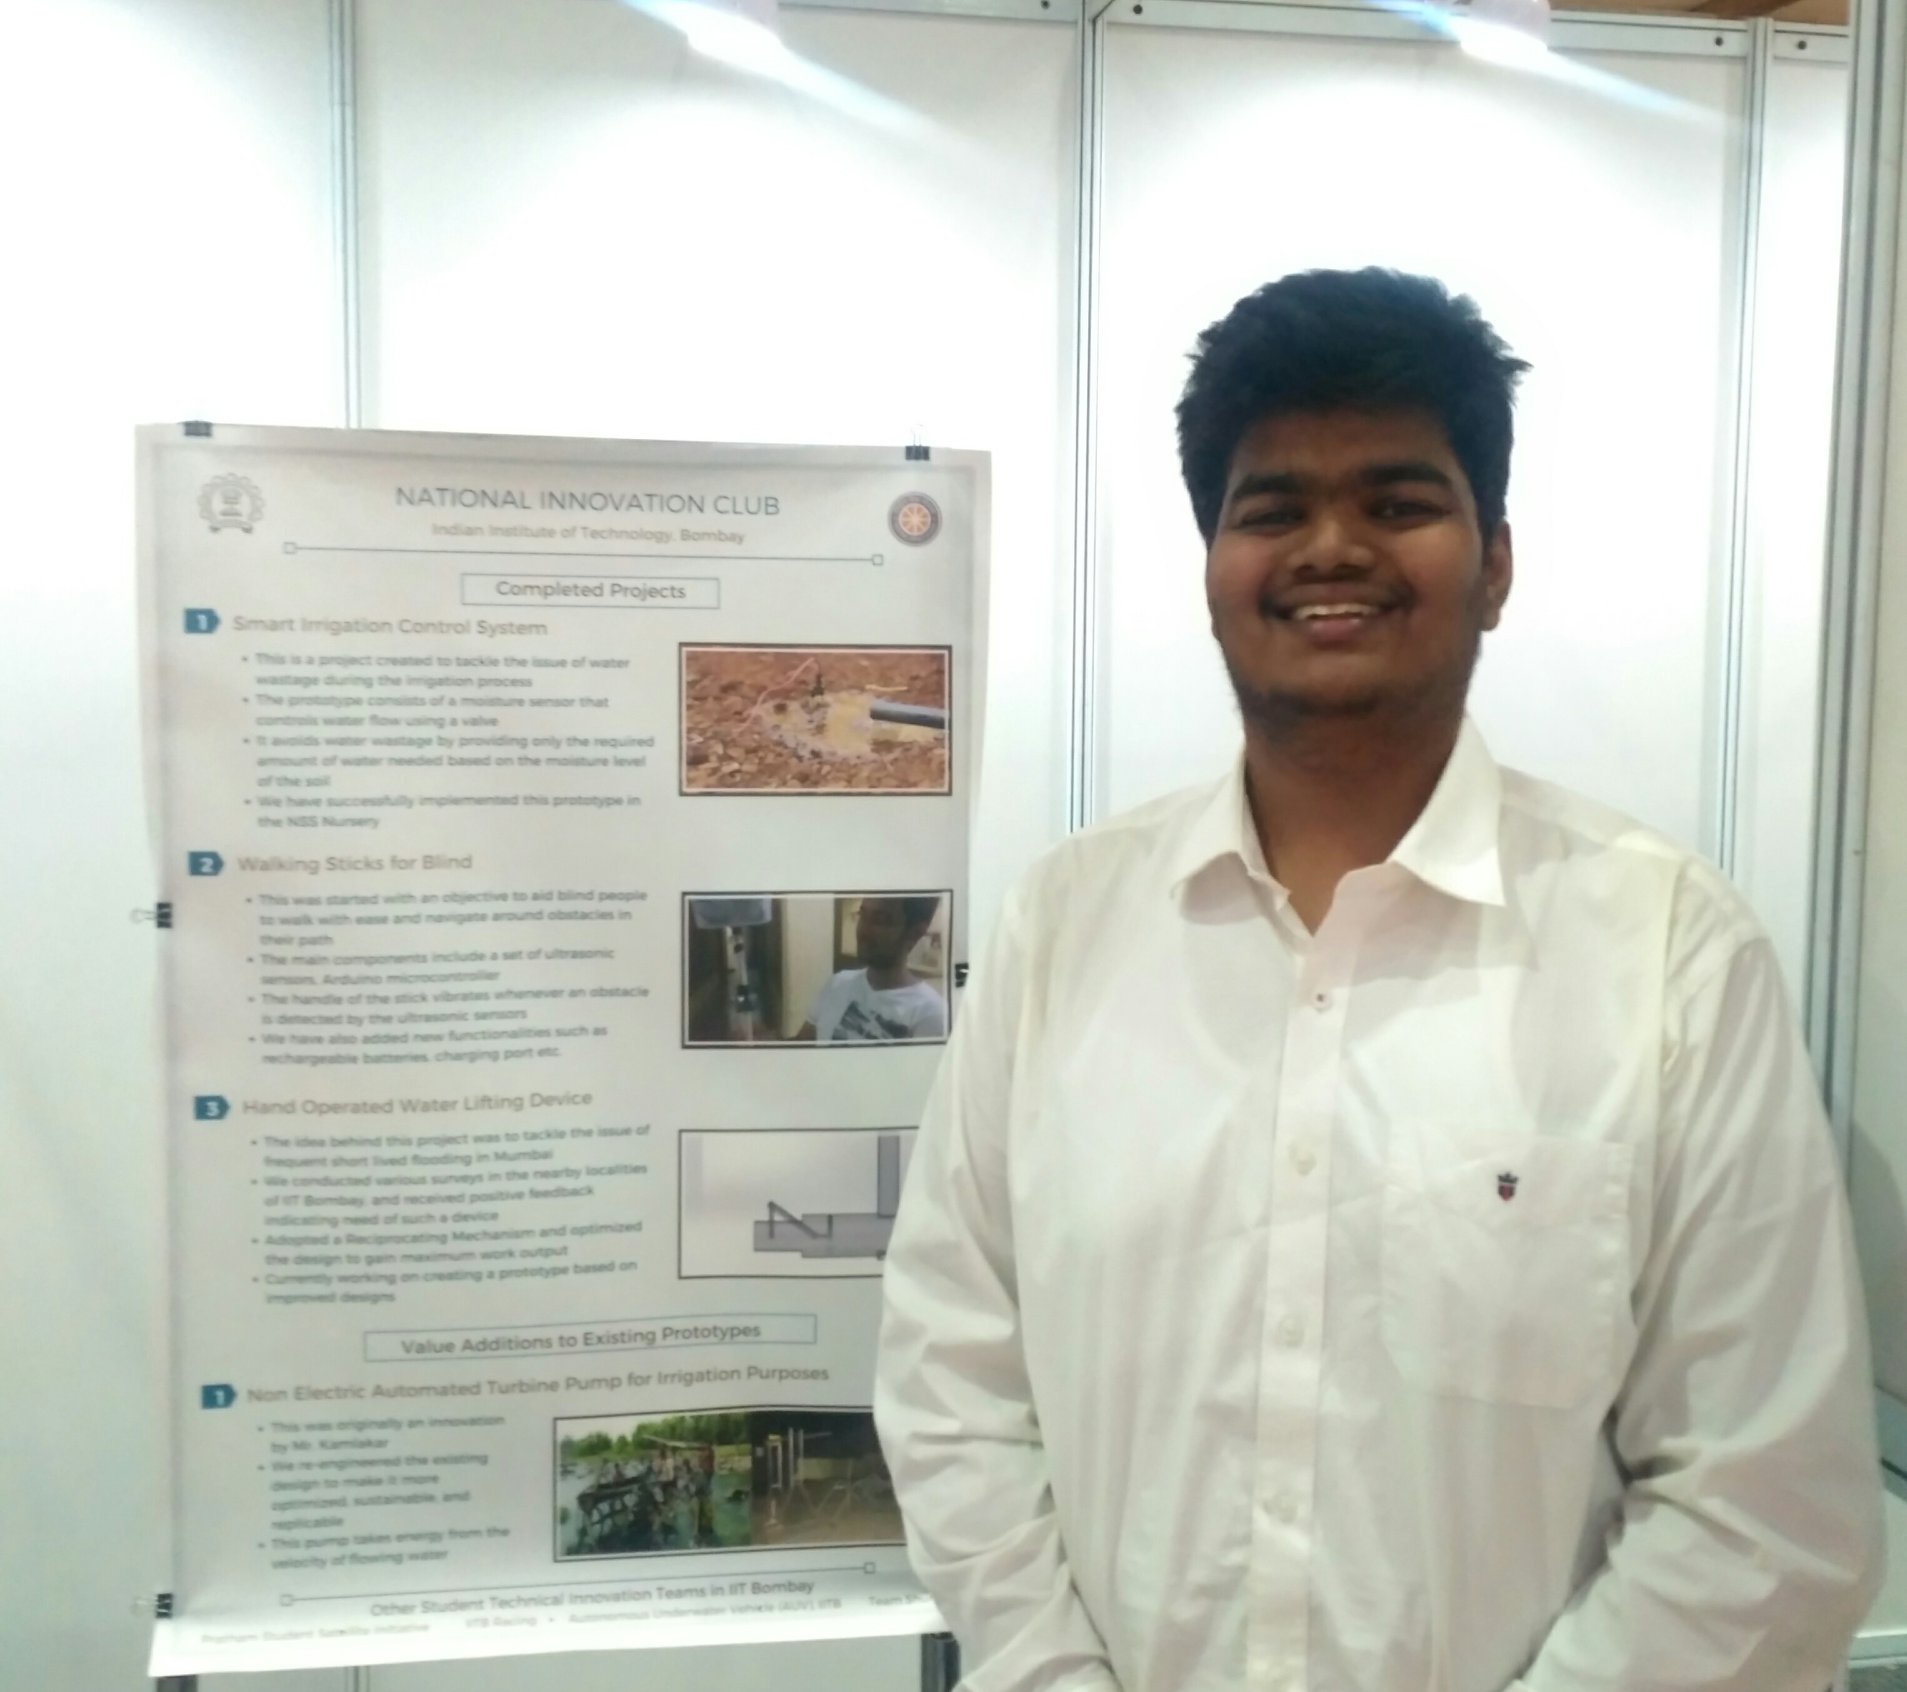 NATIONAL INNOVATION CLUB
Indian Institute of Technology, Bombay
Completed Projects
1 Smart Irrigation Control System
• This is a project created to tackle the issue of water
wastage during the irrigation process
• The prototype consists of a moisture sensor that
controls water flow using a valve
• It avoids water wastage by providing only the required
amount of water needed based on the moisture level
of the soil
• We have successfully implemented this prototype in
the NSS Nursery
2 Walking Sticks for Blind
• This was started with an objective to aid blind people
to walk with ease and navigate around obstacles in
their path
• The main components include a set of ultrasonic
sensors, Arduino microcontroller
• The handle of the stick vibrates whenever an obstacle
is detected by the ultrasonic sensors
• We have also added new functionalities such as
rechargeable batteries, charging port etc.
3 Hand Operated Water Lifting Device
• The idea behind this project was to tackle the issue of
frequent short lived flooding in Mumbai
• We conducted various surveys in the nearby localities
of IIT Bombay, and received positive feedback
indicating need of such a device
• Adopted a Reciprocating Mechanism and optimized
the design to gain maximum work output
• Currently working on creating a prototype based on
improved designs
Value Additions to Existing Prototypes
1 Non Electric Automated Turbine Pump for Irrigation Purposes
• This was originally an innovation
by Mr. Kamlakar
• We re-engineered the existing
design to make it more
optimized, sustainable, and
replicable
• This pump takes energy from the
velocity of flowing water
Other Student Technical Innovation Teams in IIT Bombay
Pratham Student Satellite Initiative IITB Racing • Autonomous Underwater Vehicle (AUV) IITB Team